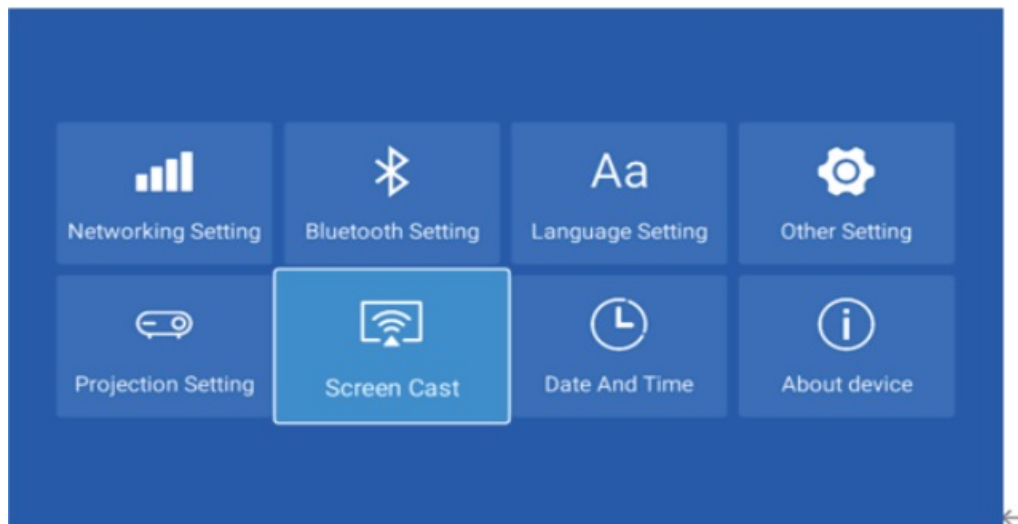 Aa
Networking Setting
Bluetooth Setting
Language Setting
Other Setting
Projection Setting
Screen Cast
Date And Time
About device